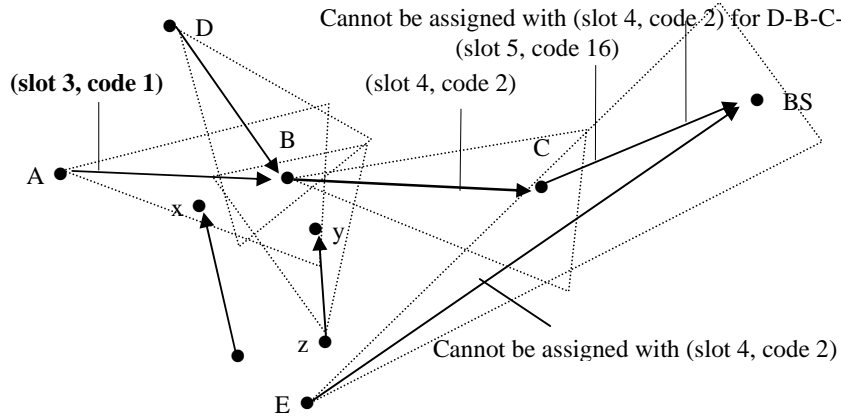 Cannot be assigned with (slot 4, code 2) for D-B-C-
D
(slot 5, code 16)
(slot 3, code 1)
(slot 4, code 2)
BS
B
C
A
x
y
z
Cannot be assigned with (slot 4, code 2)
E